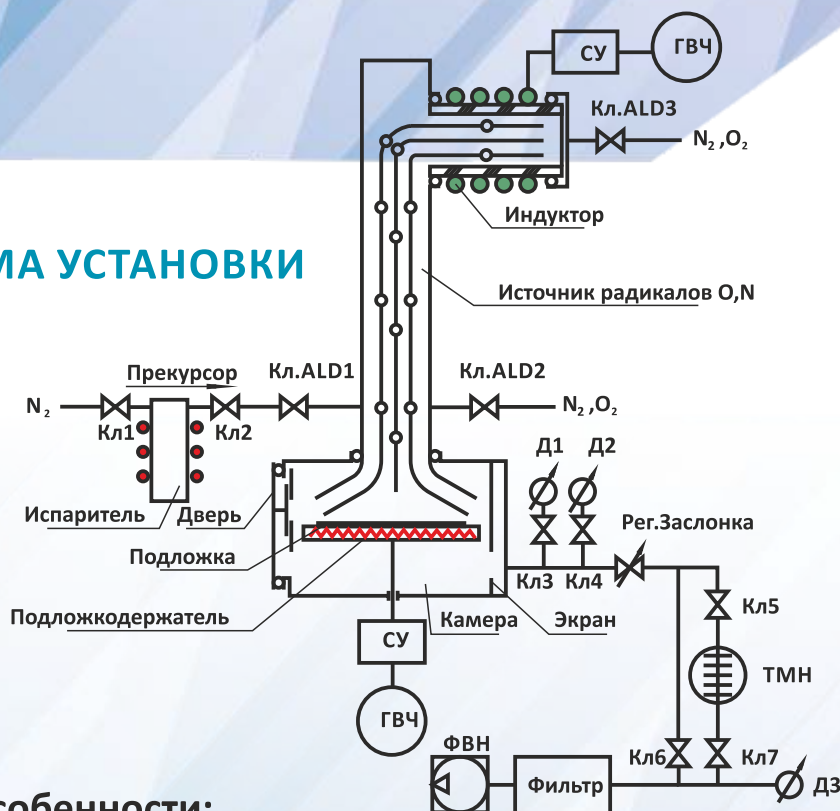 СУ
ГВЧ
Кл.ALD3
N₂ ,O₂
Индуктор
МА УСТАНОВКИ
Источник радикалов O,N
Прекурсор
Кл.ALD1
Кл.ALD2
N₂
N₂ ,O₂
Кл1
Кл2
Д1
Д2
Испаритель
Дверь
Рег.Заслонка
Подложка
Кл3
Кл4
Кл5
Подложкодержатель
Камера
Экран
СУ
ТМН
ГВЧ
ФВН
Кл6
Кл7
Фильтр
Д3
собенности: